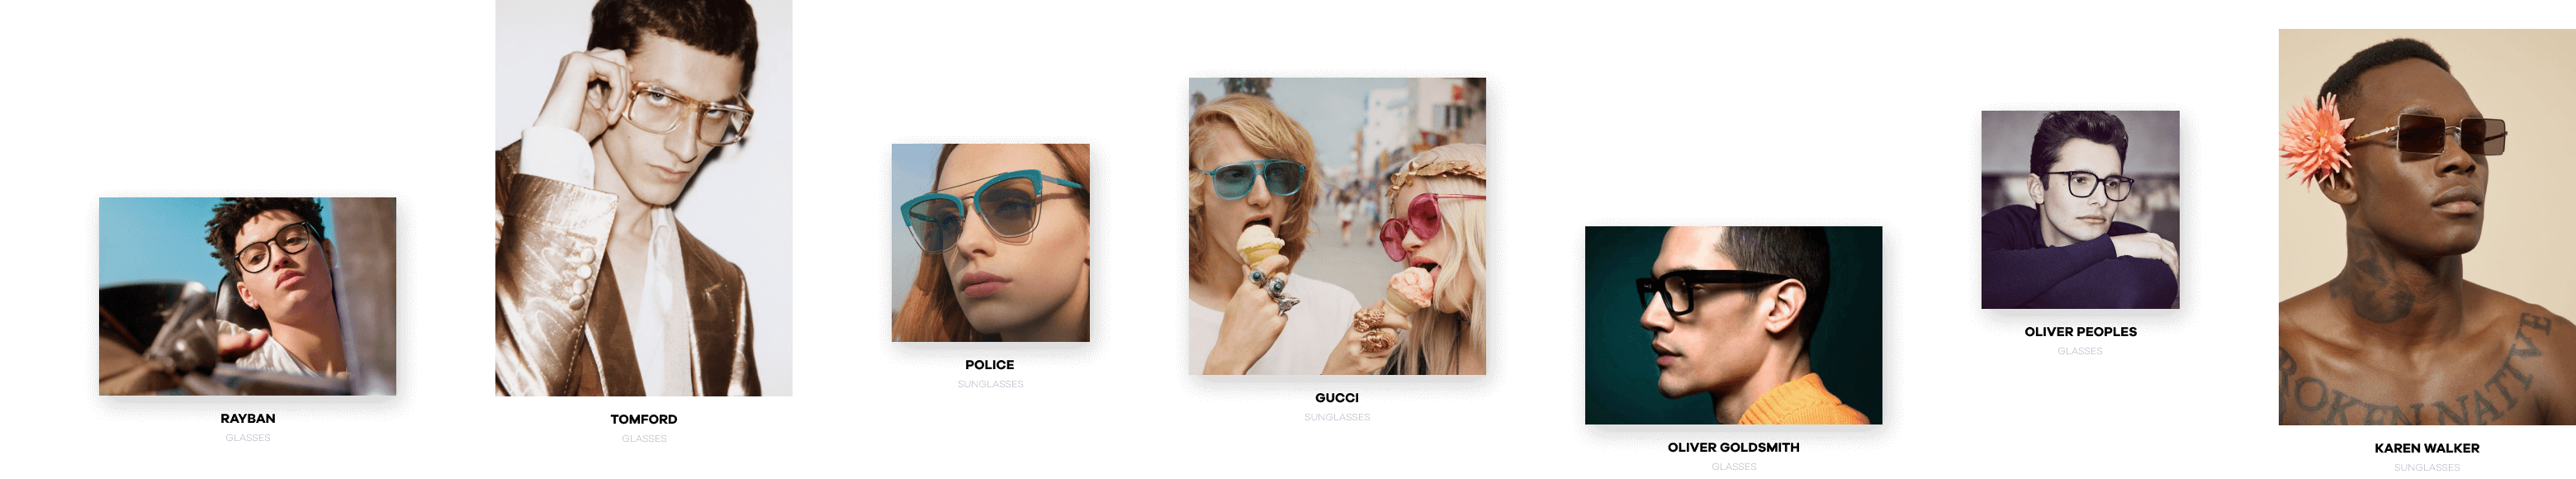 RAYBAN
GLASSES
TOMFORD
GLASSES
POLICE
SUNGLASSES
GUCCI
SUNGLASSES
OLIVER GOLDSMITH
GLASSES
OLIVER PEOPLES
GLASSES
ROKEN NATIVE
KAREN WALKER
SUNGLASSES